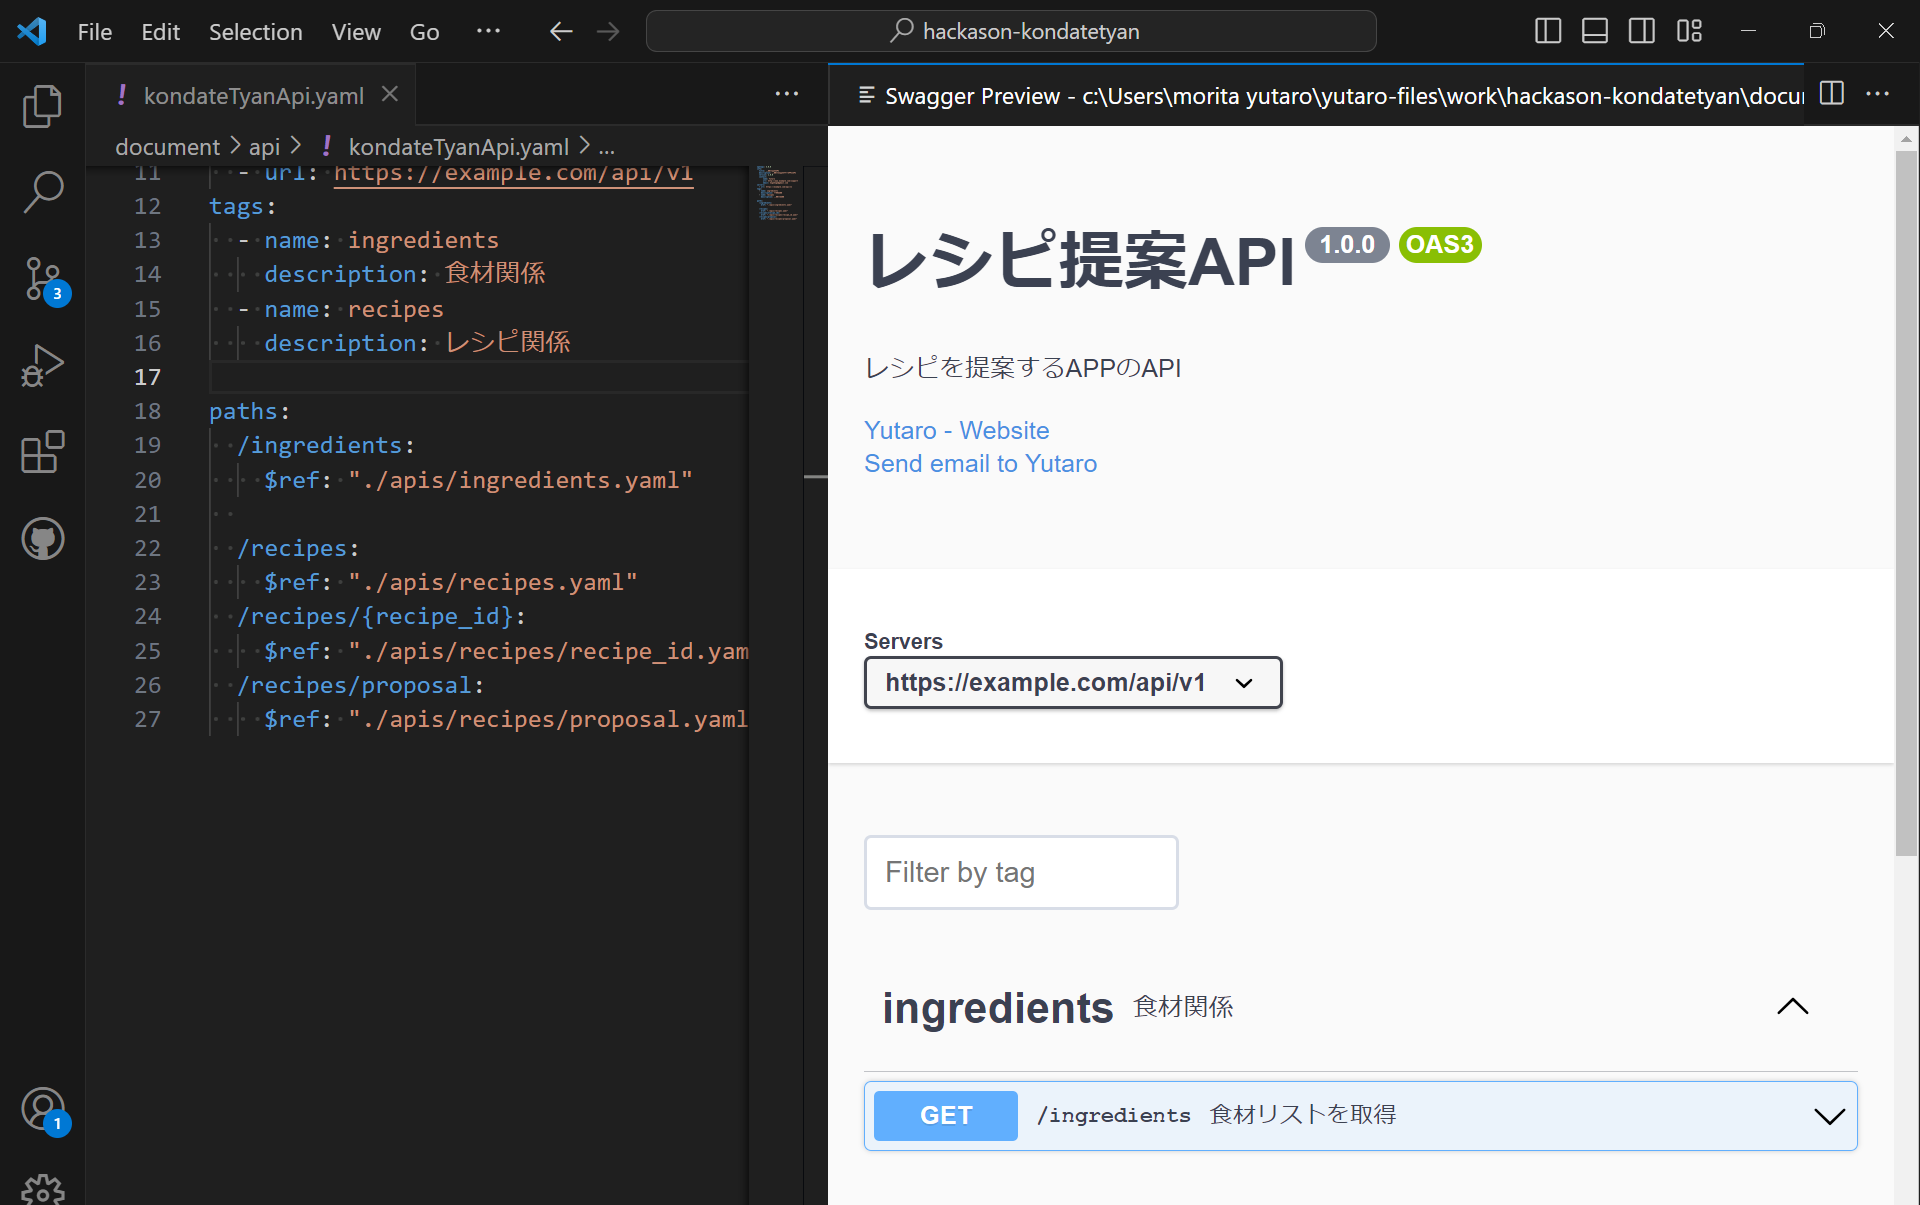 File Edit Selection View Go ···
hackason-kondatetyan
! kondateTyanApi.yaml
Swagger Preview - c:\Users\morita yutaro\yutaro-files\work\hackason-kondatetyan\docu
document > api > ! kondateTyanApi.yaml > ...
11 - url: https://example.com/api/v1
12 tags:
13 - name: ingredients
14 description: 食材関係
15 - name: recipes
16 description: レシピ関係
17
18 paths:
19 /ingredients:
20 $ref: "./apis/ingredients.yaml"
21
22 /recipes:
23 $ref: "./apis/recipes.yaml"
24 /recipes/{recipe_id}:
25 $ref: "./apis/recipes/recipe_id.yam
26 /recipes/proposal:
27 $ref: "./apis/recipes/proposal.yaml
3
1
レシピ提案API 1.0.0 OAS3
レシピを提案するAPPのAPI
Yutaro - Website
Send email to Yutaro
Servers
https://example.com/api/v1
Filter by tag
ingredients 食材関係
GET /ingredients 食材リストを取得